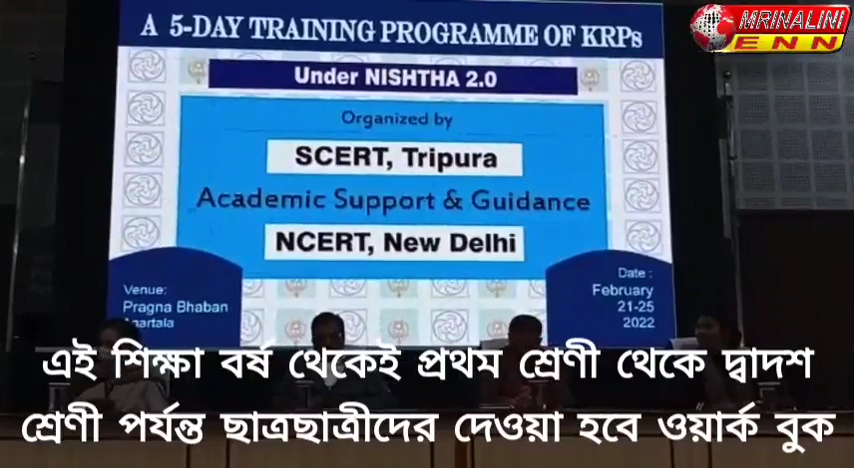 A 5-DAY TRAINING PROGRAMME OF KRPs
MRINALINI
ENN
Under NISHTHA 2.0
Organized by
SCERT, Tripura
Academic Support & Guidance
NCERT, New Delhi
Venue:
Pragna Bhaban
Agartala
Date :
February
21-25
2022
এই শিক্ষা বর্ষ থেকেই প্রথম শ্রেণী থেকে দ্বাদশ
শ্রেণী পর্যন্ত ছাত্রছাত্রীদের দেওয়া হবে ওয়ার্ক বুক